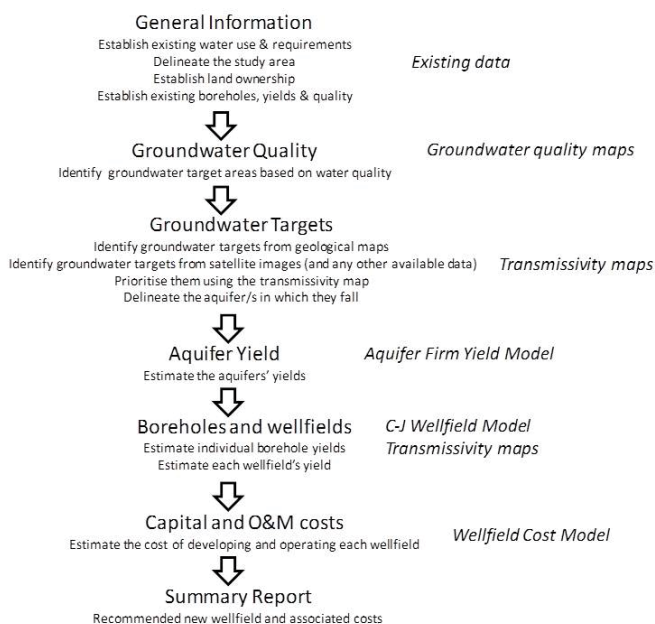 General Information
Establish existing water use & requirements
Delineate the study area
Establish land ownership
Establish existing boreholes, yields & quality
Existing data
Groundwater Quality
Identify groundwater target areas based on water quality
Groundwater quality maps
Groundwater Targets
Identify groundwater targets from geological maps
Identify groundwater targets from satellite images (and any other available data)
Prioritise them using the transmissivity map
Delineate the aquifer/s in which they fall
Transmissivity maps
Aquifer Yield
Estimate the aquifers’ yields
Aquifer Firm Yield Model
Boreholes and wellfields
Estimate individual borehole yields
Estimate each wellfield’s yield
C-J Wellfield Model
Transmissivity maps
Capital and O&M costs
Estimate the cost of developing and operating each wellfield
Wellfield Cost Model
Summary Report
Recommended new wellfield and associated costs